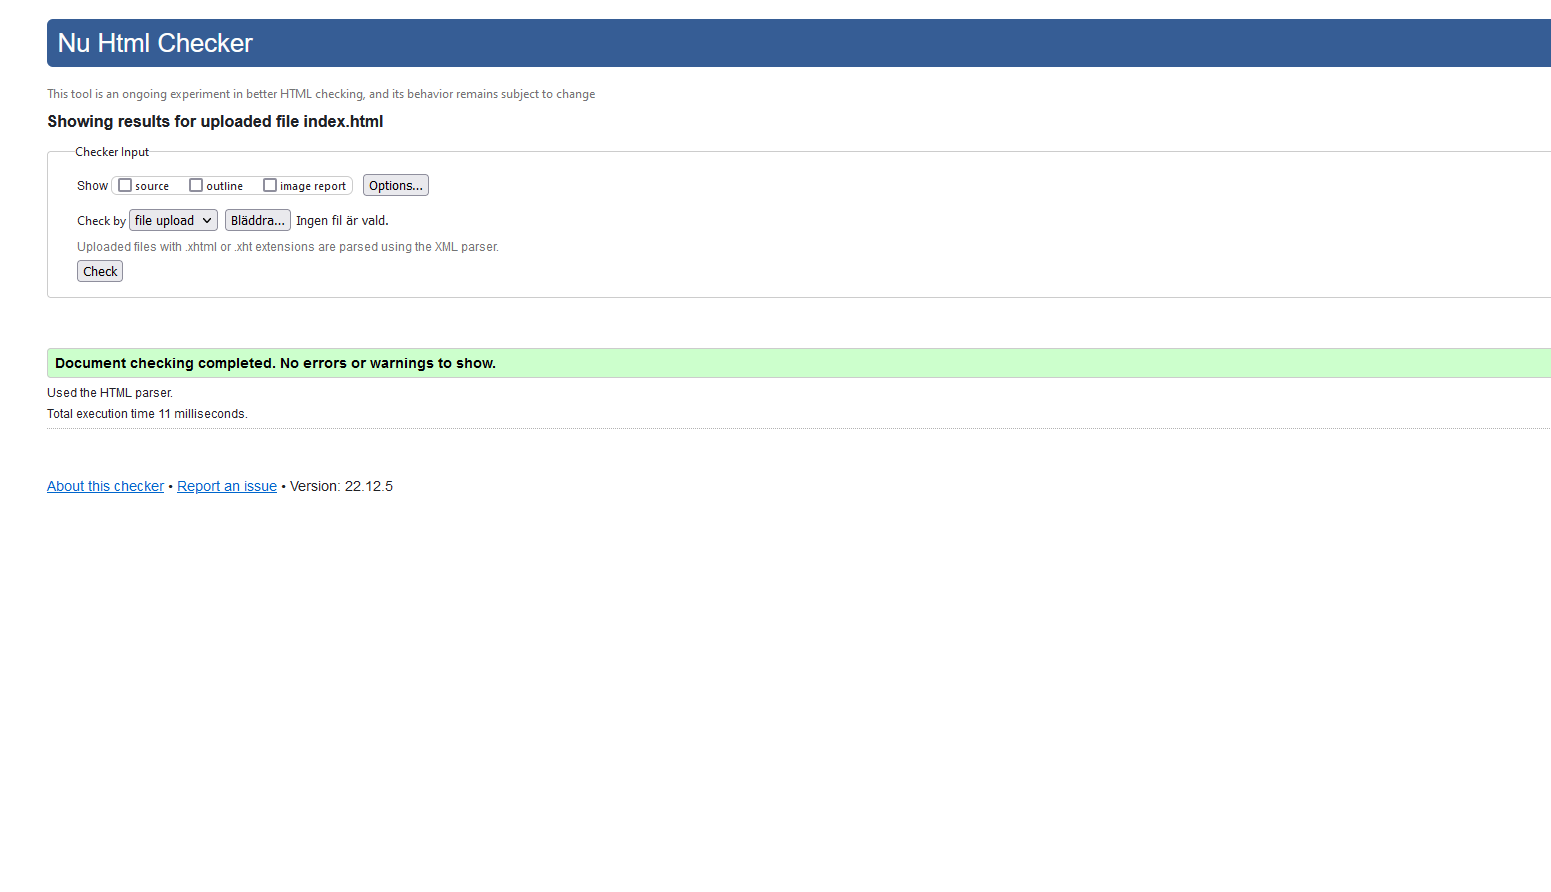 Nu Html Checker
This tool is an ongoing experiment in better HTML checking, and its behavior remains subject to change
Showing results for uploaded file index.html
Checker Input
Show source outline image report Options...
Check by file upload Bläddra... Ingen fil är vald.
Uploaded files with .xhtml or .xht extensions are parsed using the XML parser.
Check
Document checking completed. No errors or warnings to show.
Used the HTML parser.
Total execution time 11 milliseconds.
About this checker • Report an issue • Version: 22.12.5